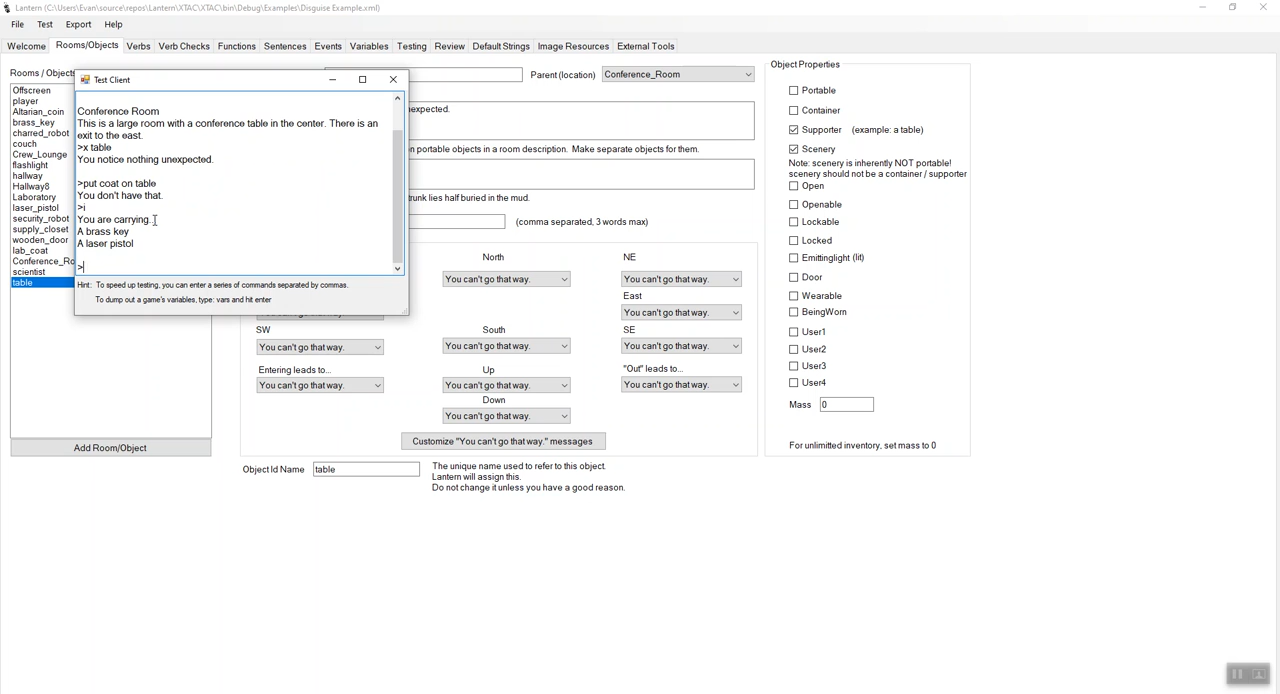 Lantern (C:\Users\Evan\source\repos\Lantern\XTAC\XTAC\bin\Debug\Examples\Disguise Example.xml)
File Test Export Help
Welcome Rooms/Objects Verbs Verb Checks Functions Sentences Events Variables Testing Review Default Strings Image Resources External Tools
Rooms / Objects
Offscreen
player
Altarian_coin
brass_key
charred_robot
couch
Crew_Lounge
flashlight
hallway
Hallway8
Laboratory
laser_pistol
security_robot
supply_closet
wooden_door
lab_coat
Conference_Ro
scientist
table
Add Room/Object
Test Client
Conference Room
This is a large room with a conference table in the center. There is an
exit to the east.
>x table
You notice nothing unexpected.
>put coat on table
You don't have that.
>i
You are carrying...
A brass key
A laser pistol
>
Hint: To speed up testing, you can enter a series of commands separated by commas.
To dump out a game's variables, type: vars and hit enter
Parent (location) Conference_Room
expected.
n portable objects in a room description. Make separate objects for them.
trunk lies half buried in the mud.
(comma separated, 3 words max)
North NE
You can't go that way. You can't go that way.
East
You can't go that way.
SW South SE
You can't go that way. You can't go that way. You can't go that way.
Entering leads to... Up "Out" leads to...
You can't go that way. You can't go that way. You can't go that way.
Down
You can't go that way.
Customize "You can't go that way." messages
Object Id Name table
The unique name used to refer to this object.
Lantern will assign this.
Do not change it unless you have a good reason.
Object Properties
Portable
Container
Supporter (example: a table)
Scenery
Note: scenery is inherently NOT portable!
scenery should not be a container / supporter
Open
Openable
Lockable
Locked
Emittinglight (lit)
Door
Wearable
BeingWorn
User1
User2
User3
User4
Mass 0
For unlimitted inventory, set mass to 0